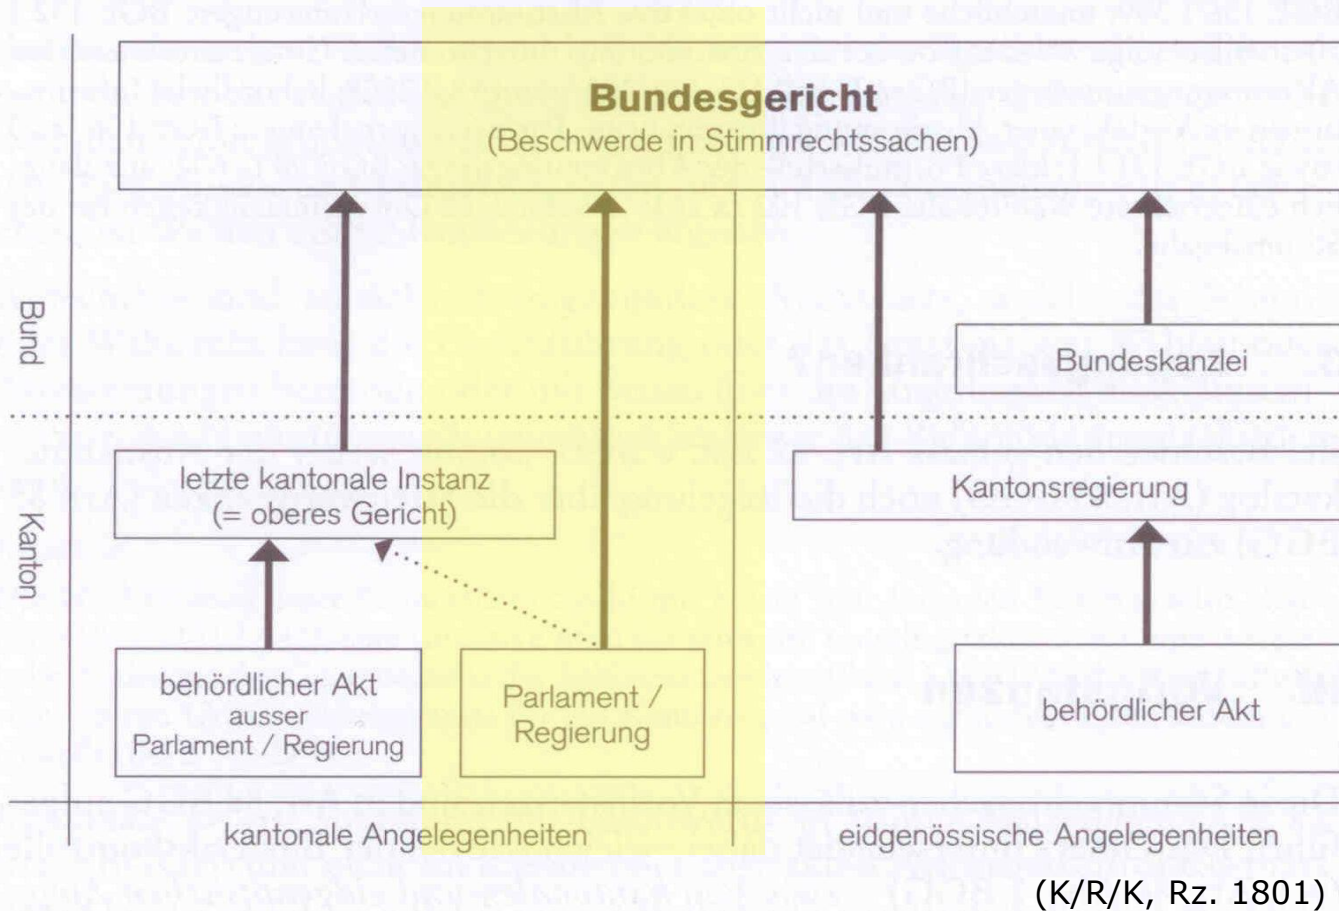 Bundesgericht
(Beschwerde in Stimmrechtssachen)
Bund
Bundeskanzlei
Kanton
letzte kantonale Instanz
(= oberes Gericht)
Kantonsregierung
behördlicher Akt
ausser
Parlament / Regierung
Parlament /
Regierung
behördlicher Akt
kantonale Angelegenheiten
eidgenössische Angelegenheiten
(K/R/K, Rz. 1801)